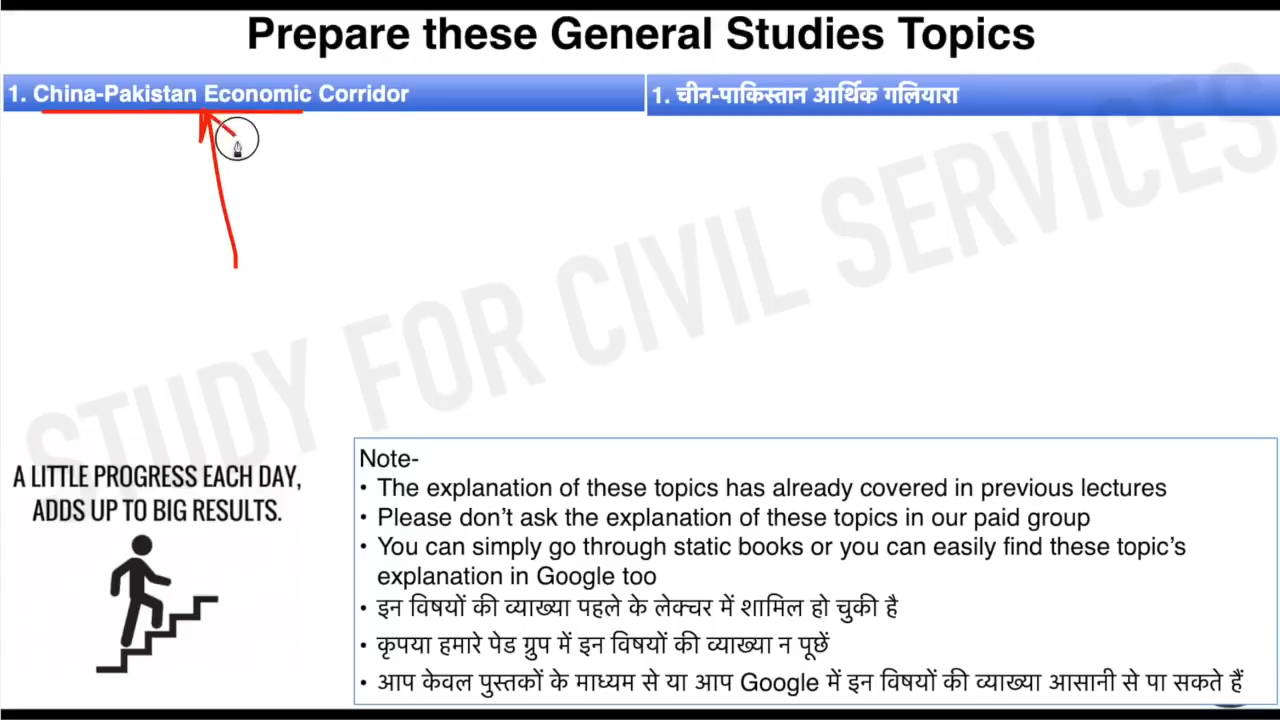 Prepare these General Studies Topics
1. China-Pakistan Economic Corridor
1. चीन-पाकिस्तान आर्थिक गलियारा
STUDY FOR CIVIL SERVICES
A LITTLE PROGRESS EACH DAY,
ADDS UP TO BIG RESULTS.
Note-
• The explanation of these topics has already covered in previous lectures
• Please don't ask the explanation of these topics in our paid group
• You can simply go through static books or you can easily find these topic's
explanation in Google too
• इन विषयों की व्याख्या पहले के लेक्चर में शामिल हो चुकी है
• कृपया हमारे पेड ग्रुप में इन विषयों की व्याख्या न पूछें
• आप केवल पुस्तकों के माध्यम से या आप Google में इन विषयों की व्याख्या आसानी से पा सकते हैं